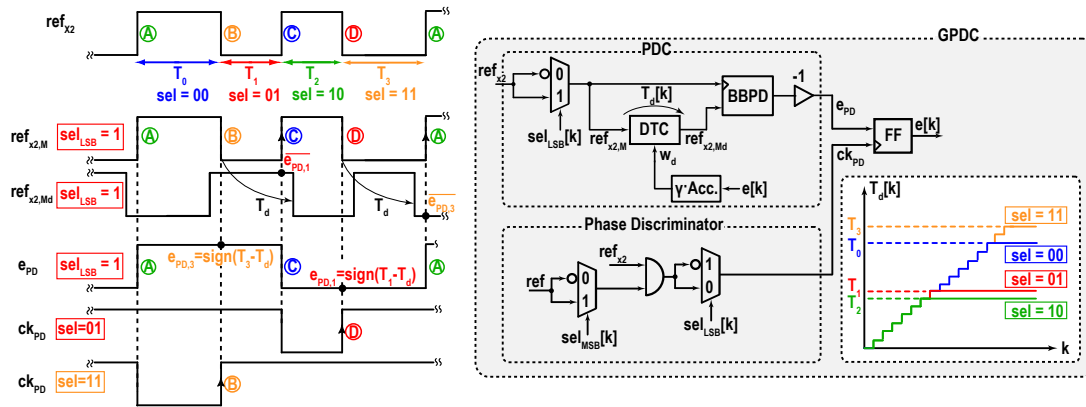 ref_x2
A B C D A
T_0 T_1 T_2 T_3
sel = 00 sel = 01 sel = 10 sel = 11
ref_x2,M sel_LSB = 1
A B C D A
e_PD,1
ref_x2,Md sel_LSB = 1
T_d T_d
e_PD,3
e_PD sel_LSB = 1
A C A
e_PD,3=sign(T_3-T_d)
e_PD,1=sign(T_1-T_d)
ck_PD sel=01
D
ck_PD sel=11
B
GPDC
PDC
ref_x2
0
1
sel_LSB[k]
T_d[k]
ref_x2,M DTC ref_x2,Md
w_d
γ·Acc. e[k]
BBPD
-1
e_PD
ck_PD
FF
e[k]
Phase Discriminator
ref
0
1
sel_MSB[k]
ref_x2
1
0
sel_LSB[k]
T_d[k]
T_3 sel = 11
T_0 sel = 00
T_1 sel = 01
T_2 sel = 10
k